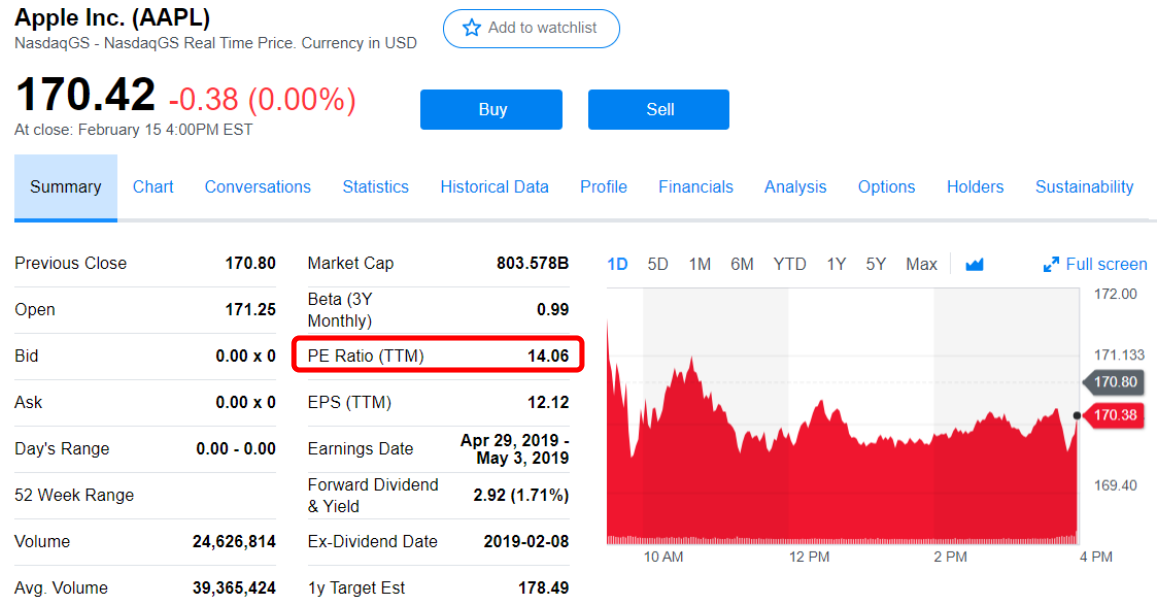 Apple Inc. (AAPL)
Add to watchlist
NasdaqGS - NasdaqGS Real Time Price. Currency in USD
170.42 -0.38 (0.00%)
At close: February 15 4:00PM EST
Buy
Sell
Summary Chart Conversations Statistics Historical Data Profile Financials Analysis Options Holders Sustainability
Previous Close 170.80
Open 171.25
Bid 0.00 x 0
Ask 0.00 x 0
Day's Range 0.00 - 0.00
52 Week Range
Volume 24,626,814
Avg. Volume 39,365,424
Market Cap 803.578B
Beta (3Y
Monthly) 0.99
PE Ratio (TTM) 14.06
EPS (TTM) 12.12
Earnings Date Apr 29, 2019 -
May 3, 2019
Forward Dividend
& Yield 2.92 (1.71%)
Ex-Dividend Date 2019-02-08
1y Target Est 178.49
1D 5D 1M 6M YTD 1Y 5Y Max Full screen
172.00
171.133
170.80
170.38
169.40
10 AM 12 PM 2 PM 4 PM